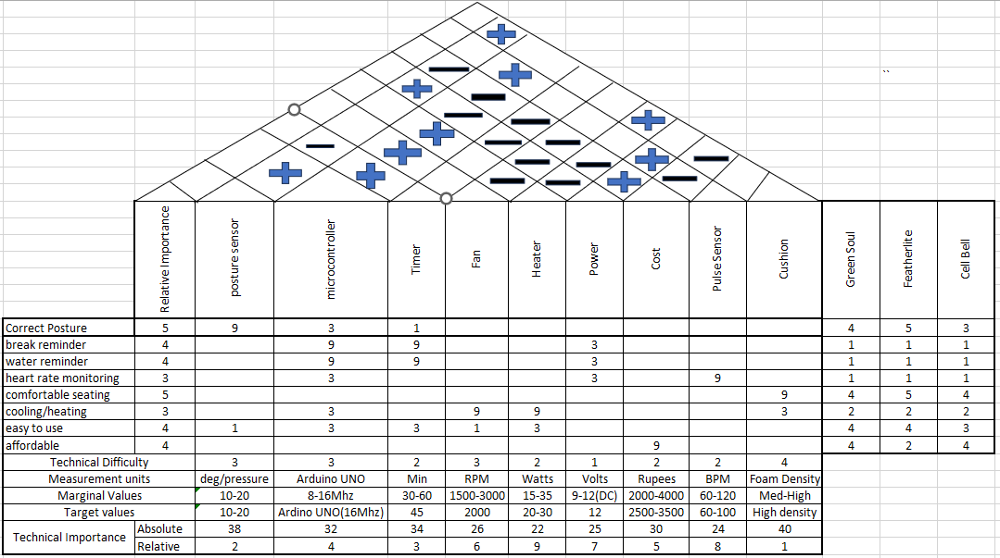 ``
Relative Importance posture sensor microcontroller Timer Fan Heater Power Cost Pulse Sensor Cushion Green Soul Featherlite Cell Bell
Correct Posture 5 9 3 1 4 5 3
break reminder 4 9 9 3 1 1 1
water reminder 4 9 9 3 1 1 1
heart rate monitoring 3 3 3 9 1 1 1
comfortable seating 5 9 4 5 4
cooling/heating 3 3 9 9 3 2 2 2
easy to use 4 1 3 3 1 3 4 4 3
affordable 4 9 4 2 4
Technical Difficulty 3 3 2 3 2 1 2 2 4
Measurement units deg/pressure Arduino UNO Min RPM Watts Volts Rupees BPM Foam Density
Marginal Values 10-20 8-16Mhz 30-60 1500-3000 15-35 9-12(DC) 2000-4000 60-120 Med-High
Target values 10-20 Ardino UNO(16Mhz) 45 2000 20-30 12 2500-3500 60-100 High density
Technical Importance Absolute 38 32 34 26 22 25 30 24 40
Relative 2 4 3 6 9 7 5 8 1